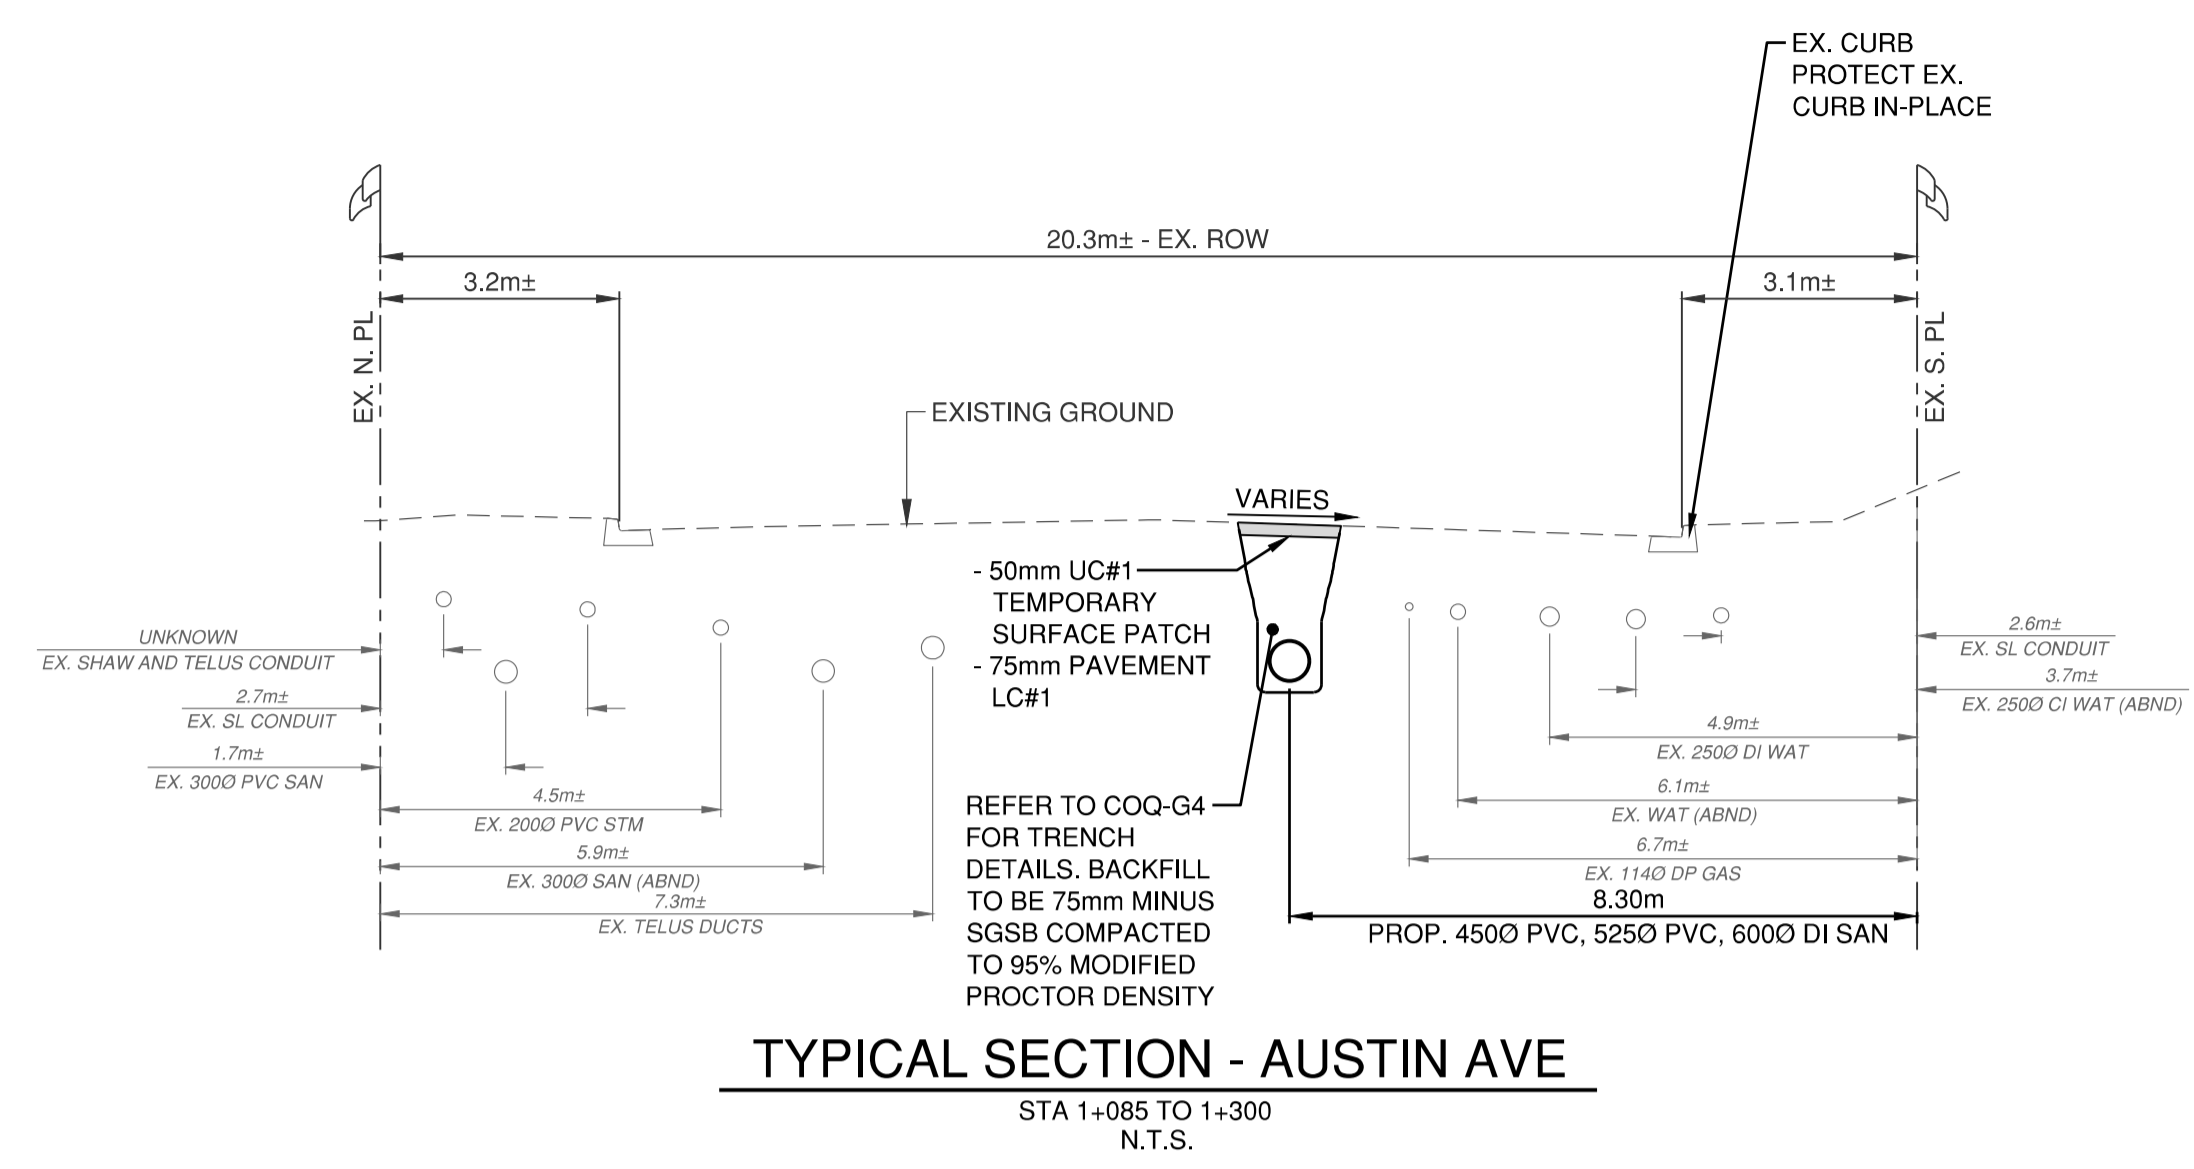 EX. CURB
PROTECT EX.
CURB IN-PLACE
20.3m± - EX. ROW
3.2m±
3.1m±
EX. N. PL
EX. S. PL
EXISTING GROUND
VARIES
- 50mm UC#1
TEMPORARY
SURFACE PATCH
- 75mm PAVEMENT
LC#1
UNKNOWN
EX. SHAW AND TELUS CONDUIT
2.7m±
EX. SL CONDUIT
1.7m±
EX. 300Ø PVC SAN
4.5m±
EX. 200Ø PVC STM
5.9m±
EX. 300Ø SAN (ABND)
7.3m±
EX. TELUS DUCTS
REFER TO COQ-G4
FOR TRENCH
DETAILS. BACKFILL
TO BE 75mm MINUS
SGSB COMPACTED
TO 95% MODIFIED
PROCTOR DENSITY
2.6m±
EX. SL CONDUIT
3.7m±
EX. 250Ø CI WAT (ABND)
4.9m±
EX. 250Ø DI WAT
6.1m±
EX. WAT (ABND)
6.7m±
EX. 114Ø DP GAS
8.30m
PROP. 450Ø PVC, 525Ø PVC, 600Ø DI SAN
TYPICAL SECTION - AUSTIN AVE
STA 1+085 TO 1+300
N.T.S.